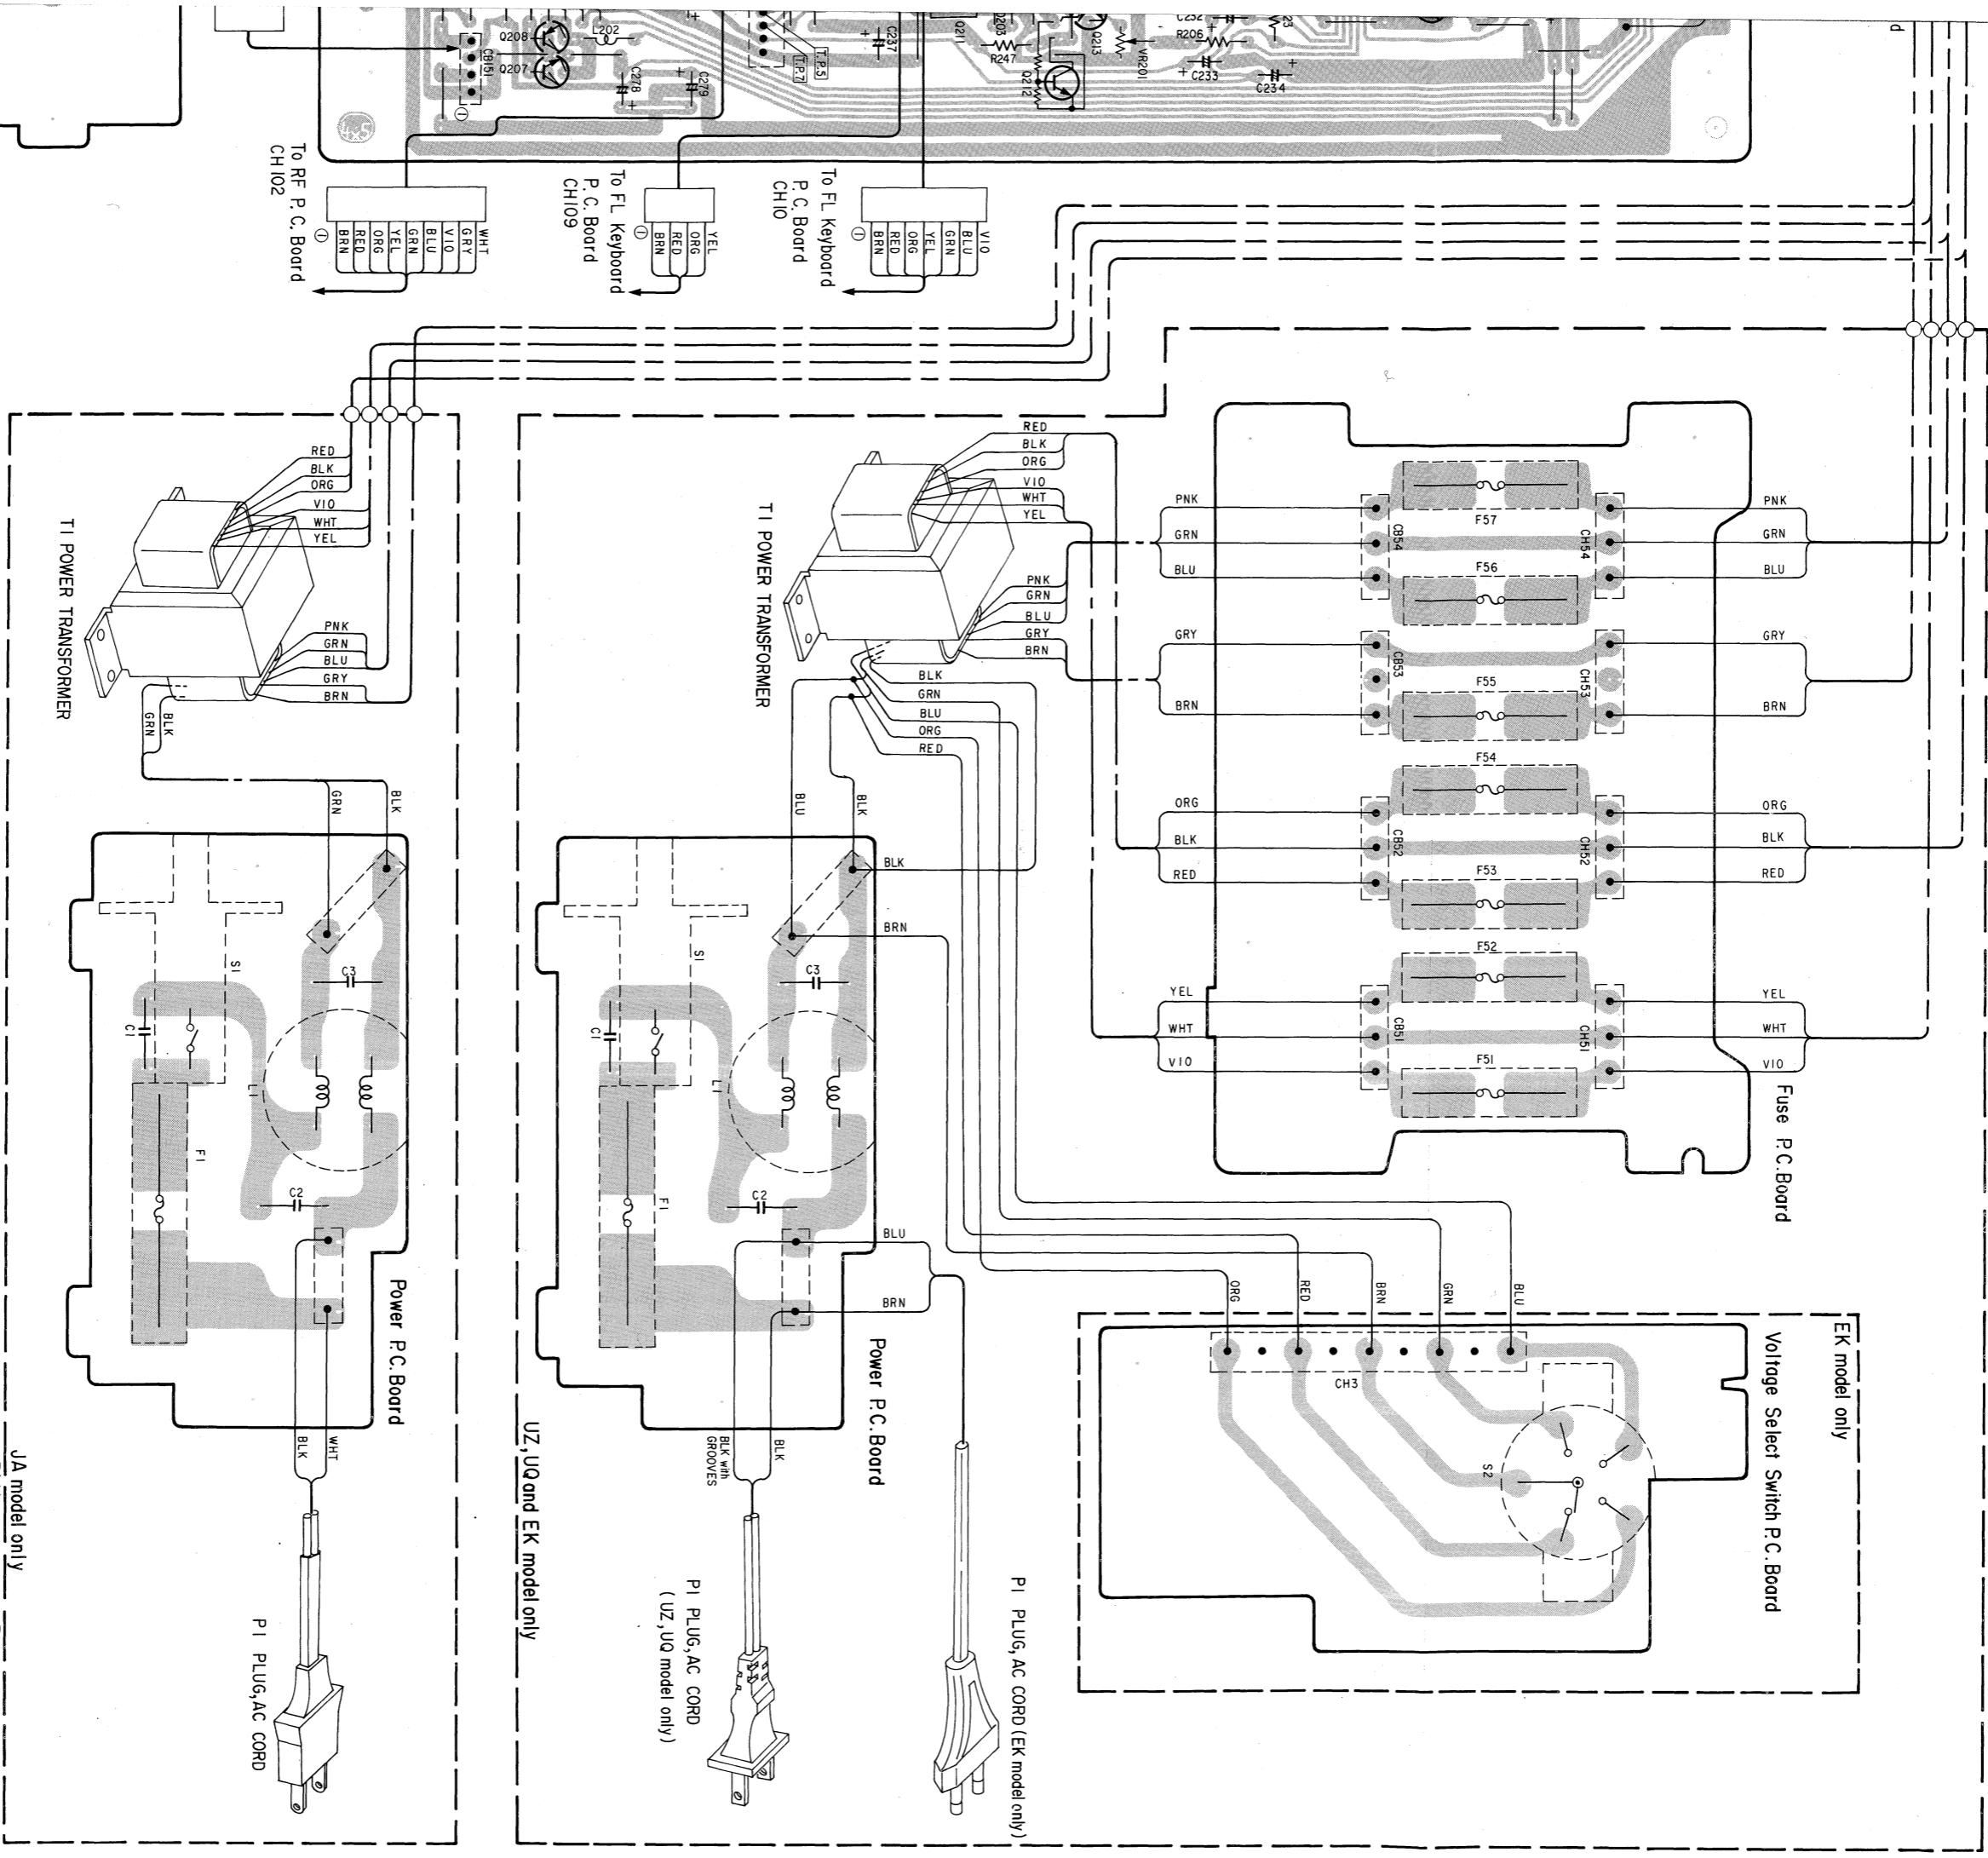 Q208
Q207
L202
CB151
C278
C279
T.P.7
T.P.5
C237
Q211
R247
Q212
Q213
VR201
R206
C233
C234
d
4x5
①
To RF P.C. Board
CH102
BRN
RED
ORG
YEL
GRN
BLU
VIO
GRY
WHT
①
To FL Keyboard
P.C. Board
CH109
BRN
RED
ORG
YEL
①
To FL Keyboard
P.C. Board
CH10
BRN
RED
ORG
YEL
GRN
BLU
VIO
①
RED
BLK
ORG
VIO
WHT
YEL
T1 POWER TRANSFORMER
PNK
GRN
BLU
GRY
BRN
GRN
BLK
GRN
BLK
S1
C3
C1
L1
F1
C2
Power P.C. Board
BLK
WHT
P1 PLUG, AC CORD
JA model only
RED
BLK
ORG
VIO
WHT
YEL
T1 POWER TRANSFORMER
PNK
GRN
BLU
GRY
BRN
BLK
GRN
BLU
ORG
RED
BLU
BLK
BLK
BRN
S1
C3
C1
L1
F1
C2
BLU
BRN
Power P.C. Board
BLK with
GROOVES
BLK
UZ, UQ and EK model only
P1 PLUG, AC CORD
(UZ, UQ model only)
P1 PLUG, AC CORD (EK model only)
PNK
GRN
BLU
CB54
F57
F56
CH54
PNK
GRN
BLU
GRY
BRN
CB53
F55
CH53
GRY
BRN
ORG
BLK
RED
CB52
F54
F53
CH52
ORG
BLK
RED
YEL
WHT
VIO
CB51
F52
F51
CH51
YEL
WHT
VIO
Fuse P.C. Board
ORG
RED
BRN
GRN
BLU
CH3
S2
EK model only
Voltage Select Switch P.C. Board